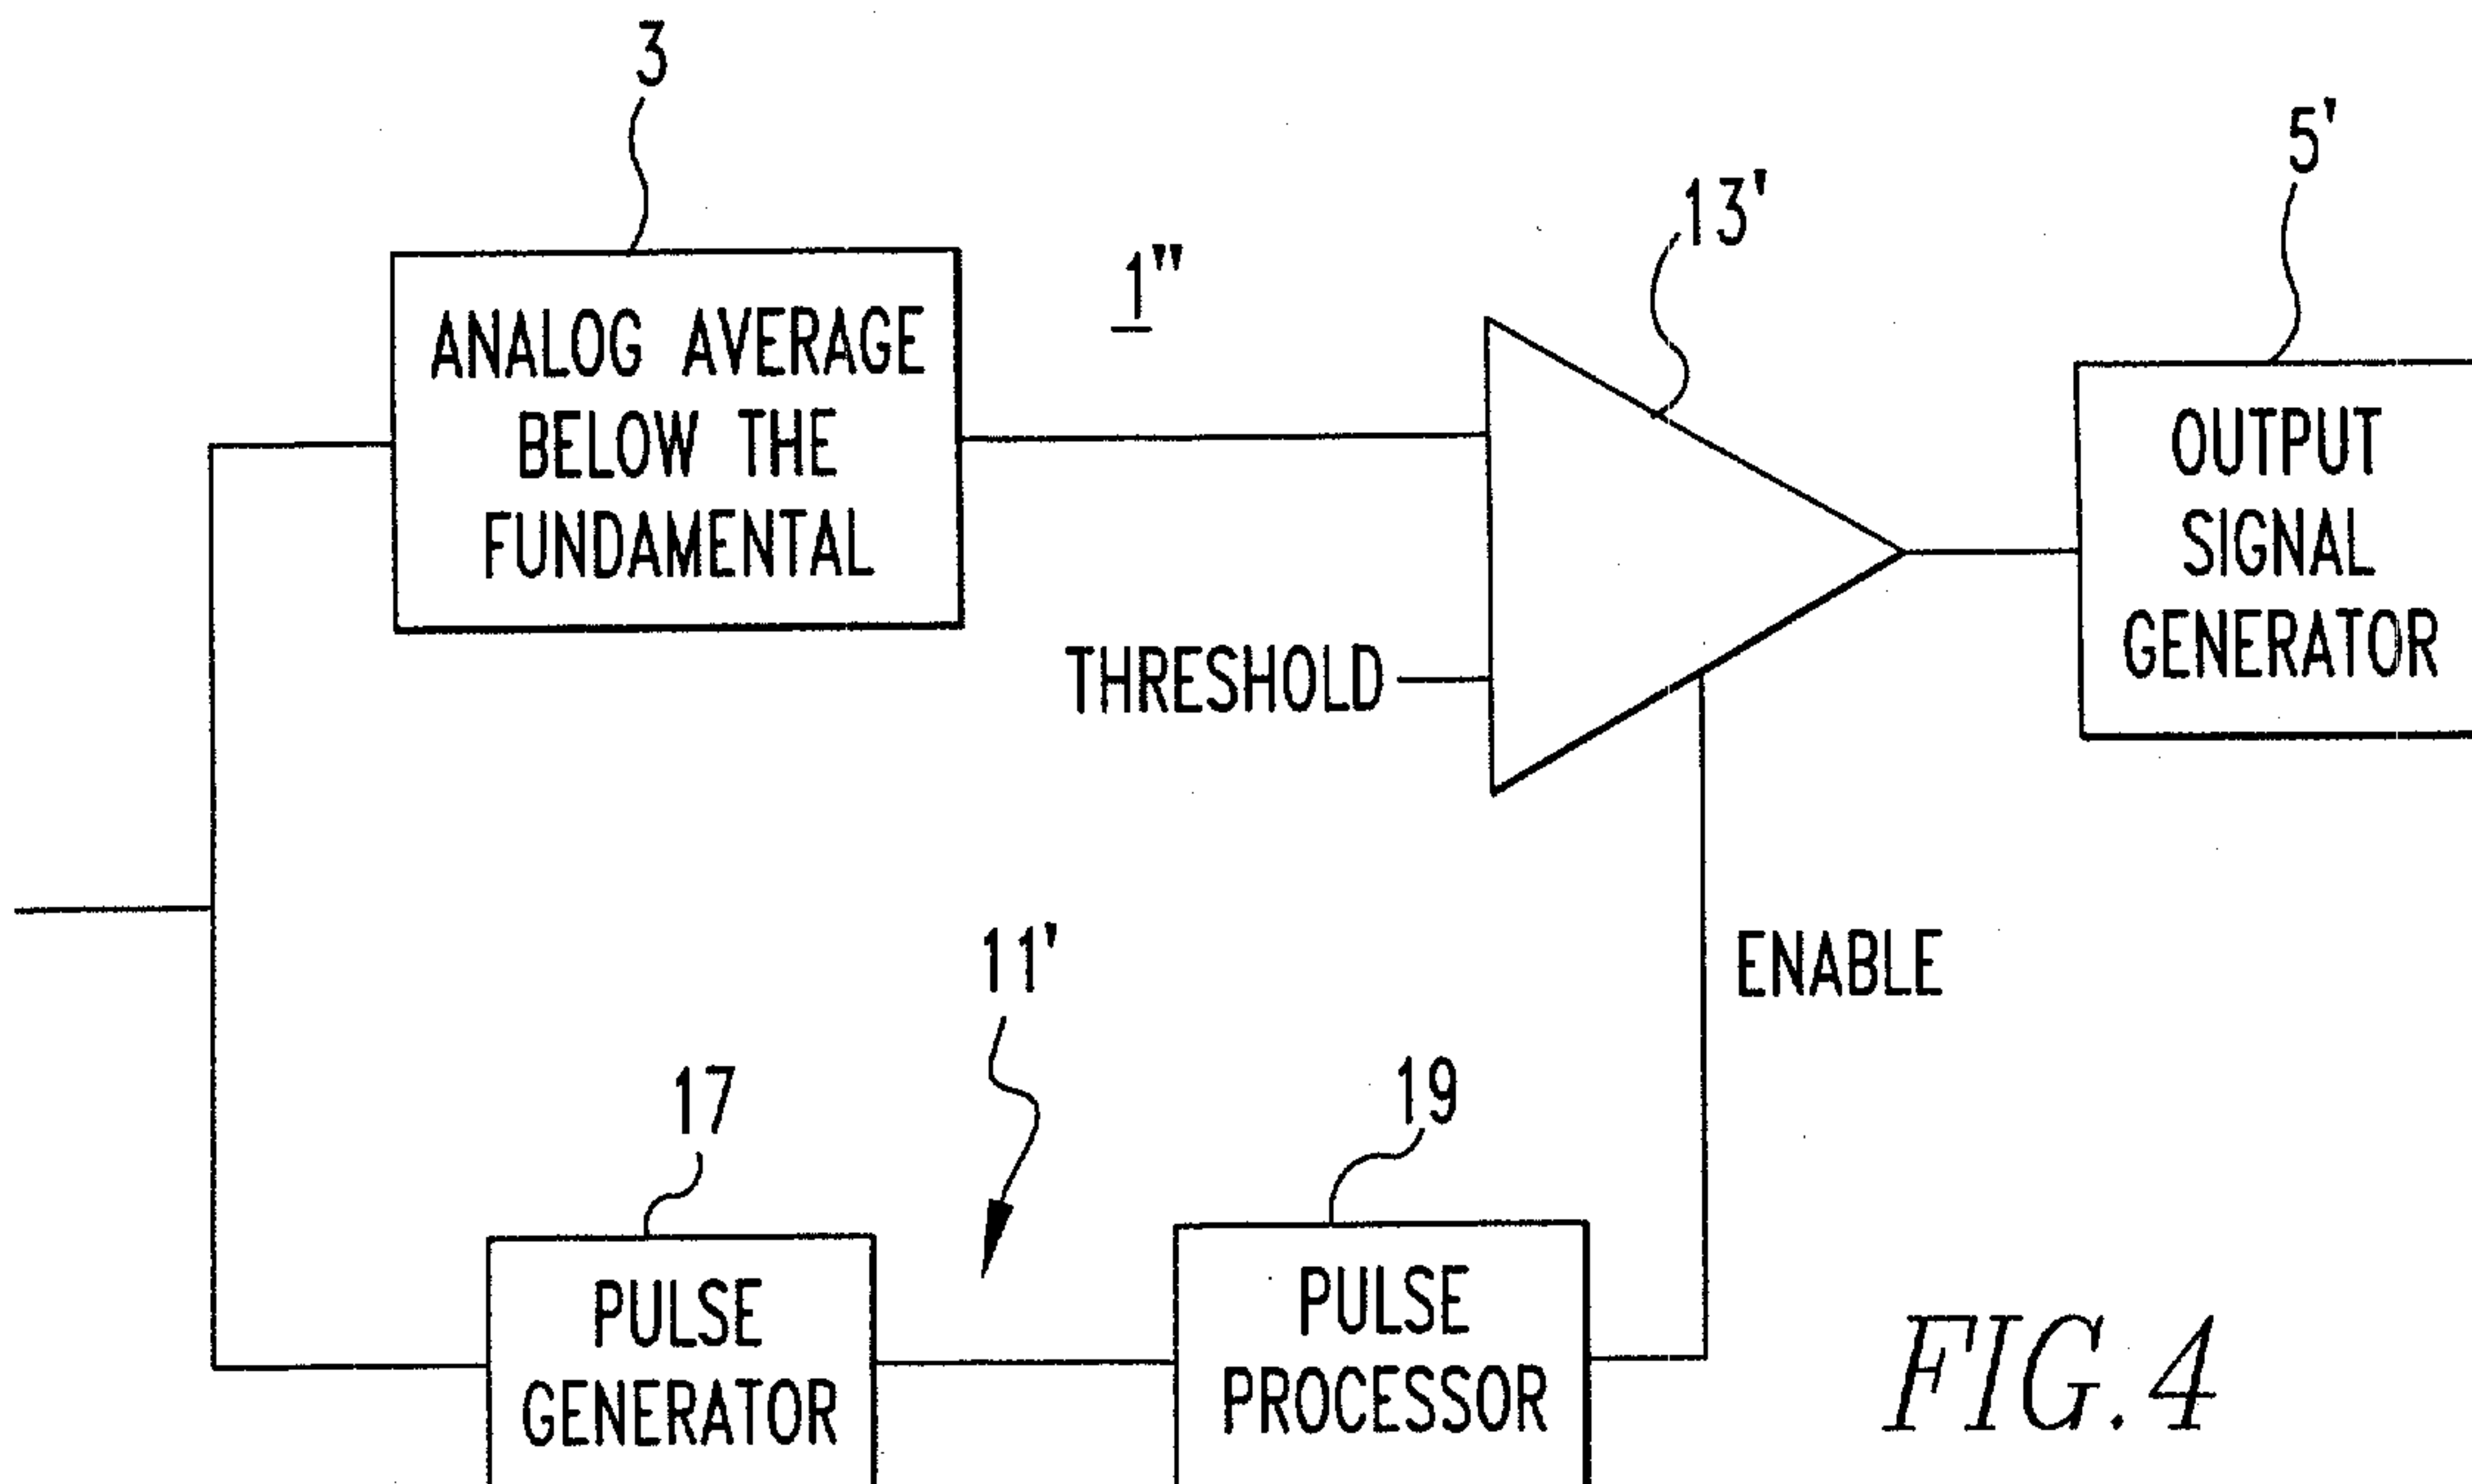 3
5'
13'
1"
ANALOG AVERAGE
BELOW THE
FUNDAMENTAL
OUTPUT
SIGNAL
GENERATOR
THRESHOLD
11'
ENABLE
17
19
PULSE
GENERATOR
PULSE
PROCESSOR
FIG. 4